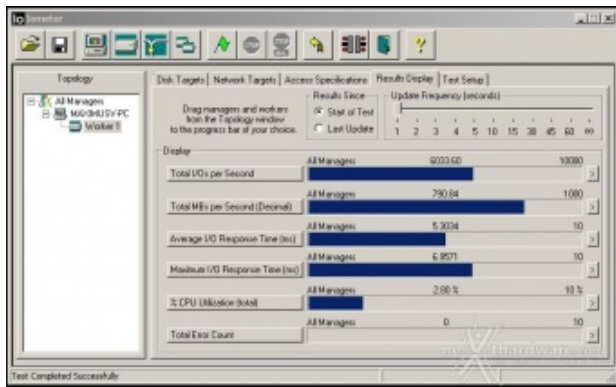 Iometer
Topology
All Managers
MAXIMUSV-PC
Worker 1
Disk Targets
Network Targets
Access Specifications
Results Display
Test Setup
Drag managers and workers
from the Topology window
to the progress bar of your choice.
Results Since
Start of Test
Last Update
Update Frequency (seconds)
1 2 3 4 5 10 15 30 45 60 ∞
Display
All Managers 6033.60 10000
Total I/Os per Second
All Managers 790.84 1000
Total MBs per Second (Decimal)
All Managers 5.3034 10
Average I/O Response Time (ms)
All Managers 6.9571 10
Maximum I/O Response Time (ms)
All Managers 2.88 % 10 %
% CPU Utilization (total)
All Managers 0 10
Total Error Count
Test Completed Successfully